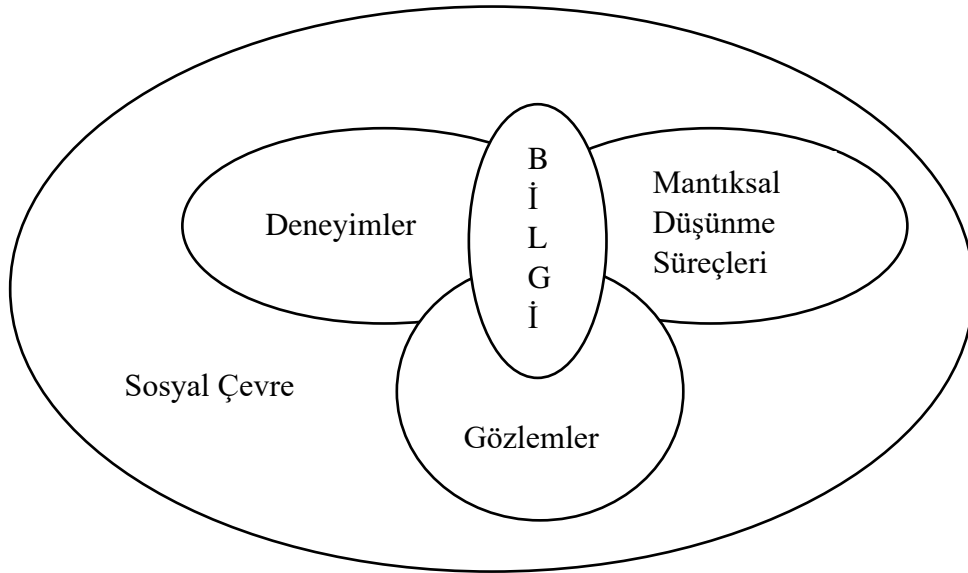 Deneyimler
B
İ
L
G
İ
Mantıksal
Düşünme
Süreçleri
Sosyal Çevre
Gözlemler